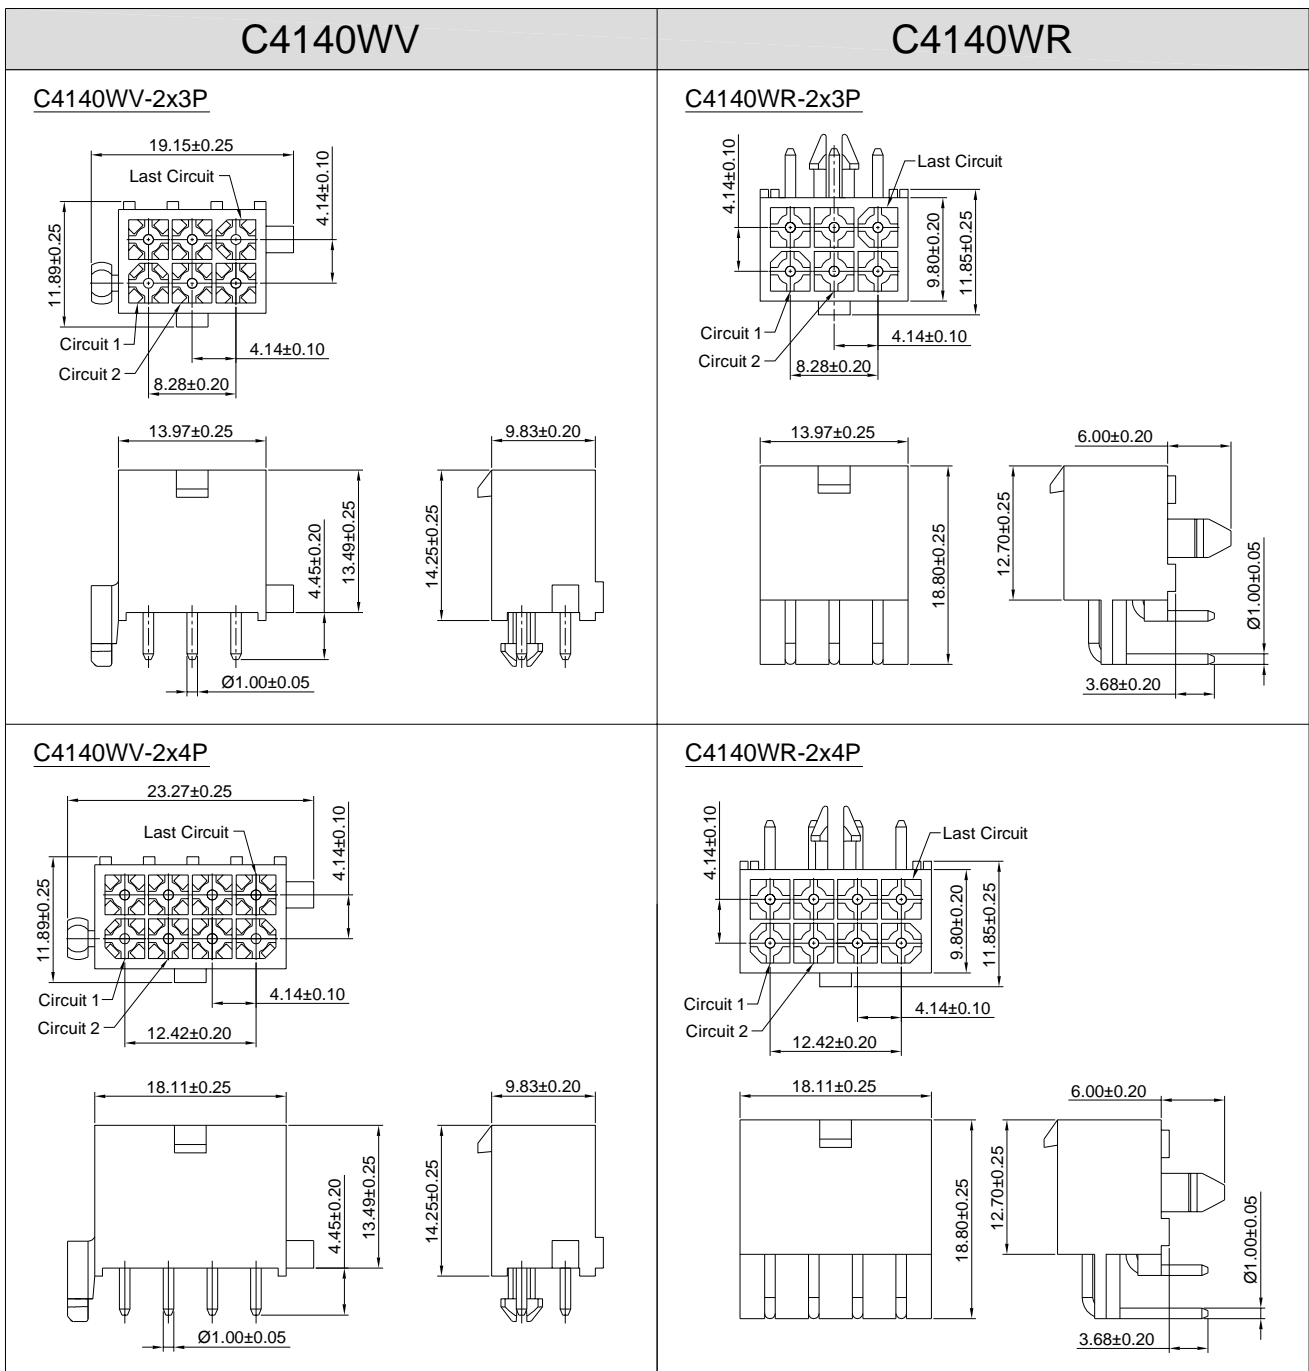 C4140WV
C4140WR
C4140WV-2x3P
19.15±0.25
Last Circuit
4.14±0.10
11.89±0.25
Circuit 1
4.14±0.10
Circuit 2
8.28±0.20
13.97±0.25
9.83±0.20
4.45±0.20
13.49±0.25
14.25±0.25
Ø1.00±0.05
C4140WR-2x3P
Last Circuit
4.14±0.10
9.80±0.20
11.85±0.25
Circuit 1
4.14±0.10
Circuit 2
8.28±0.20
13.97±0.25
6.00±0.20
18.80±0.25
12.70±0.25
Ø1.00±0.05
3.68±0.20
C4140WV-2x4P
23.27±0.25
Last Circuit
4.14±0.10
11.89±0.25
Circuit 1
4.14±0.10
Circuit 2
12.42±0.20
18.11±0.25
9.83±0.20
4.45±0.20
13.49±0.25
14.25±0.25
Ø1.00±0.05
C4140WR-2x4P
Last Circuit
4.14±0.10
9.80±0.20
11.85±0.25
Circuit 1
4.14±0.10
Circuit 2
12.42±0.20
18.11±0.25
6.00±0.20
18.80±0.25
12.70±0.25
Ø1.00±0.05
3.68±0.20